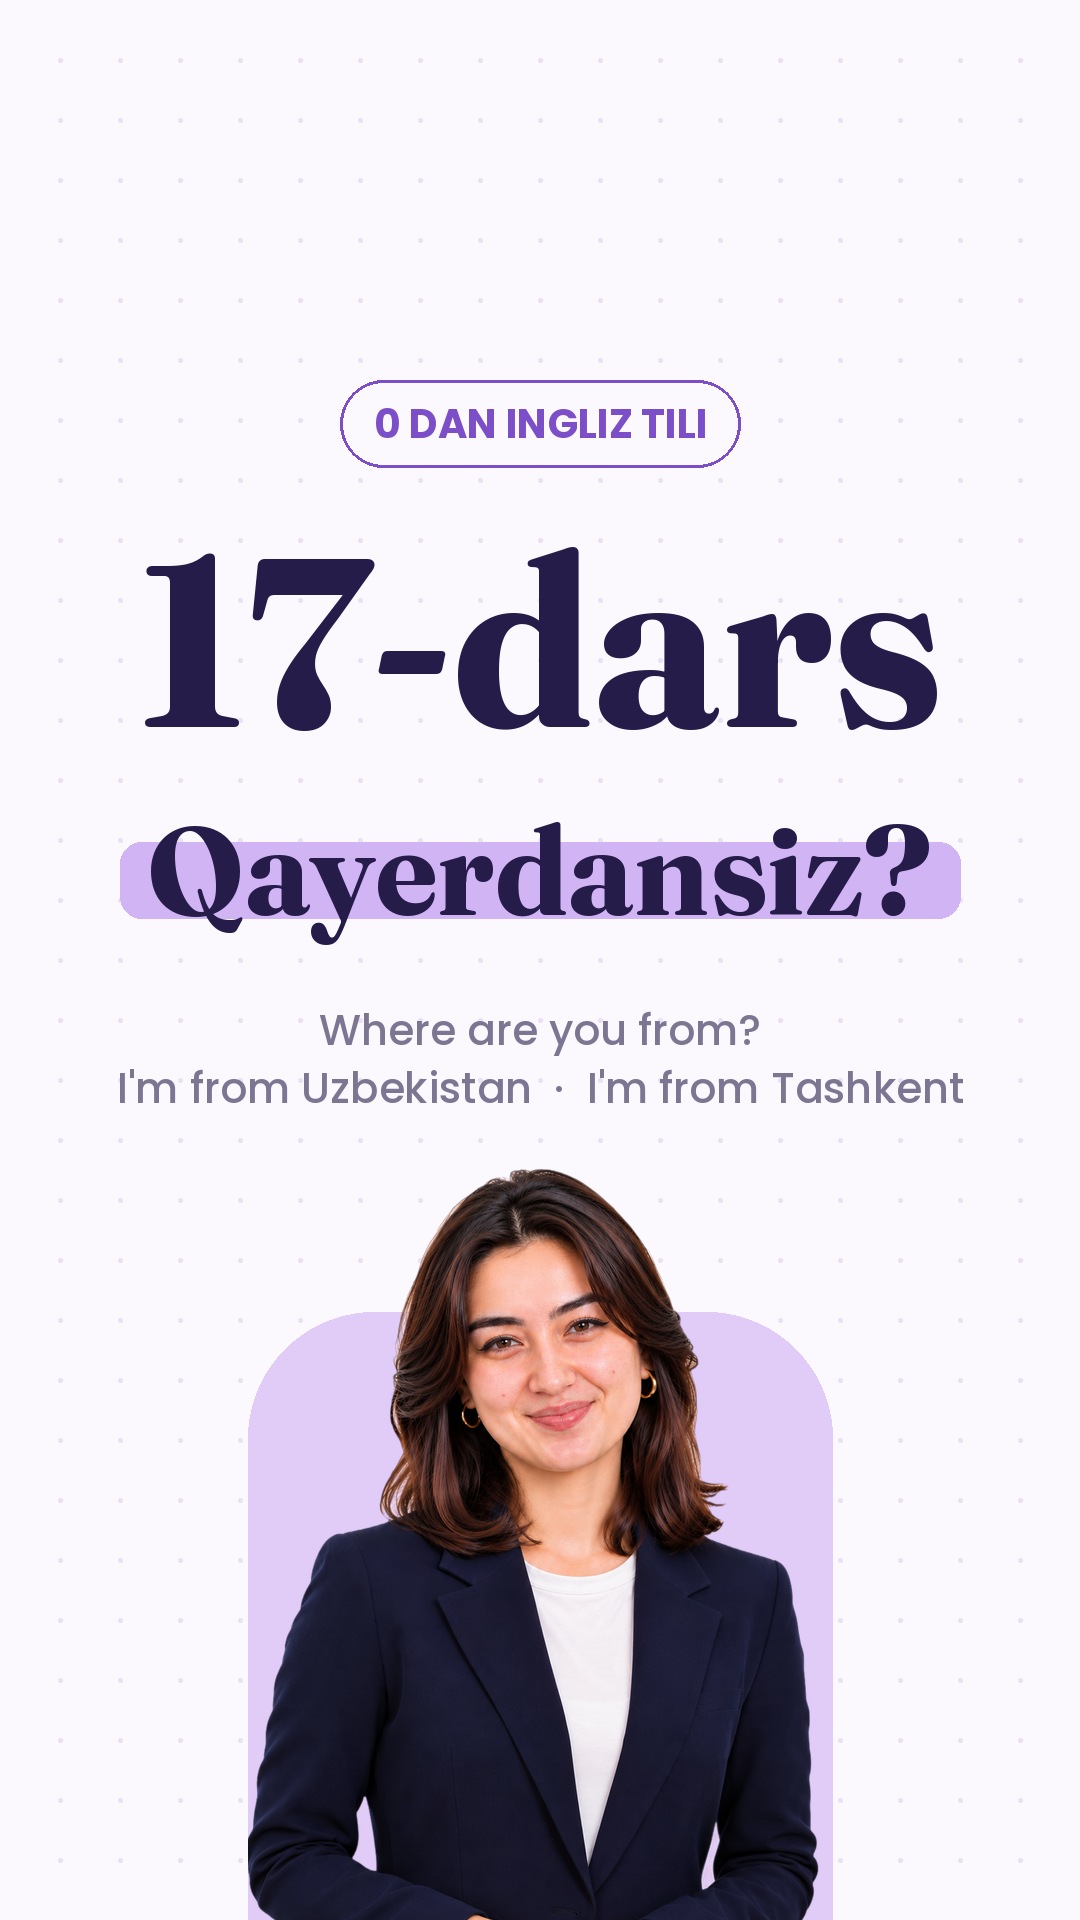 0 DAN INGLIZ TILI
17-dars
Qayerdansiz?
Where are you from?
I'm from Uzbekistan · I'm from Tashkent